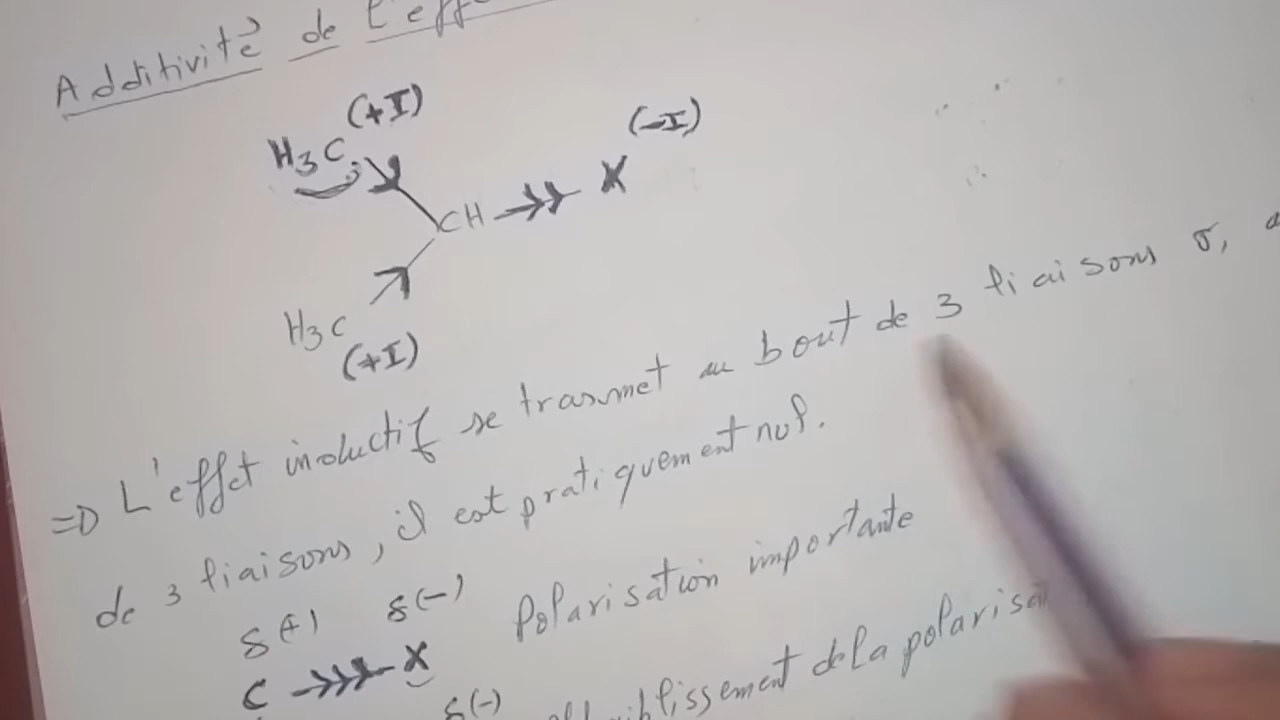 Additivité de l'eff
(+I)
H3C
(-I)
CH X
H3C
(+I)
=> L'effet inductif se transmet au bout de 3 liaisons σ,
de 3 liaisons, il est pratiquement nul.
δ(+) δ(-)
C X Polarisation importante
δ(-) blissement de la polarisa